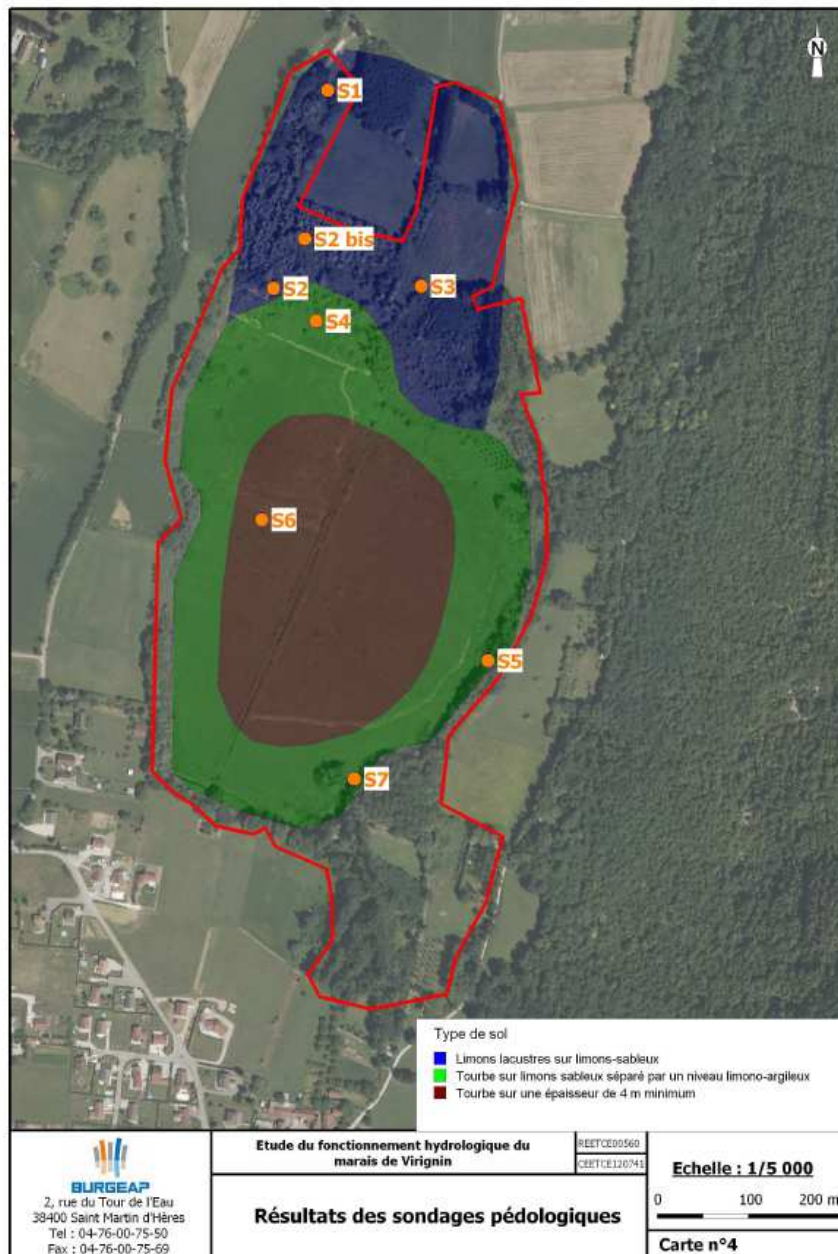 N
S1
S2 bis
S2
S3
S4
S6
S5
S7
Type de sol
Limons lacustres sur limons-sableux
Tourbe sur limons sableux séparé par un niveau limono-argileux
Tourbe sur une épaisseur de 4 m minimum
BURGEAP
2, rue du Tour de l'Eau
38400 Saint Martin d'Hères
Tel : 04-76-00-75-50
Fax : 04-76-00-75-69
Etude du fonctionnement hydrologique du
marais de Virignin
REETCE00560
CEETCE120741
Résultats des sondages pédologiques
Echelle : 1/5 000
0 100 200 m
Carte n°4